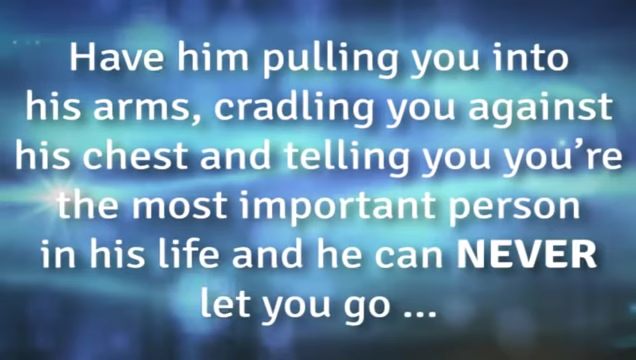 Have him pulling you into
his arms, cradling you against
his chest and telling you you’re
the most important person
in his life and he can NEVER
let you go ...